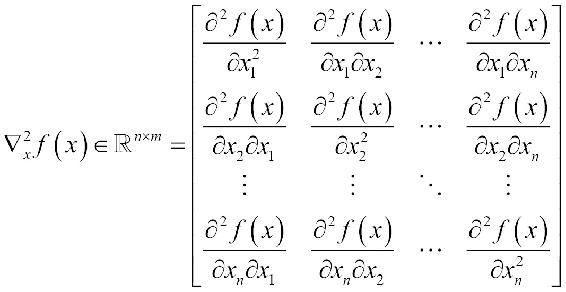 ∇²ₓf(x)∈ℝⁿˣᵐ = [ ∂²f(x)/∂x₁² ∂²f(x)/∂x₁∂x₂ ⋯ ∂²f(x)/∂x₁∂xₙ
∂²f(x)/∂x₂∂x₁ ∂²f(x)/∂x₂² ⋯ ∂²f(x)/∂x₂∂xₙ
⋮ ⋮ ⋱ ⋮
∂²f(x)/∂xₙ∂x₁ ∂²f(x)/∂xₙ∂x₂ ⋯ ∂²f(x)/∂xₙ² ]